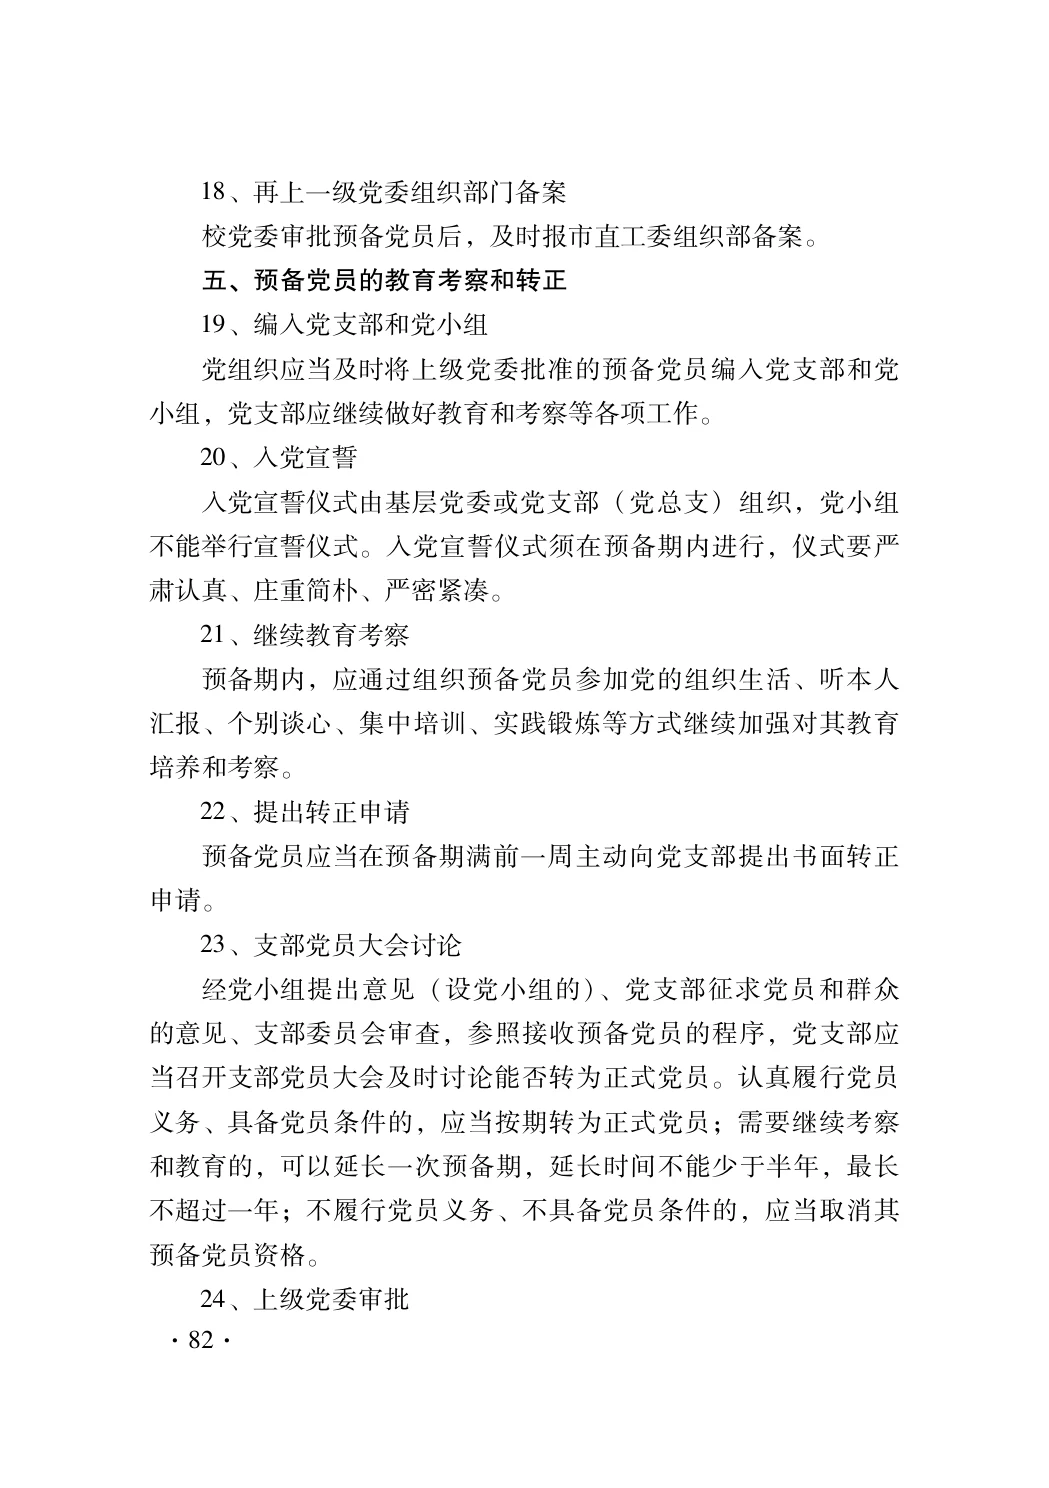 18、再上一级党委组织部门备案
校党委审批预备党员后，及时报市直工委组织部备案。
五、预备党员的教育考察和转正
19、编入党支部和党小组
党组织应当及时将上级党委批准的预备党员编入党支部和党
小组，党支部应继续做好教育和考察等各项工作。
20、入党宣誓
入党宣誓仪式由基层党委或党支部（党总支）组织，党小组
不能举行宣誓仪式。入党宣誓仪式须在预备期内进行，仪式要严
肃认真、庄重简朴、严密紧凑。
21、继续教育考察
预备期内，应通过组织预备党员参加党的组织生活、听本人
汇报、个别谈心、集中培训、实践锻炼等方式继续加强对其教育
培养和考察。
22、提出转正申请
预备党员应当在预备期满前一周主动向党支部提出书面转正
申请。
23、支部党员大会讨论
经党小组提出意见（设党小组的）、党支部征求党员和群众
的意见、支部委员会审查，参照接收预备党员的程序，党支部应
当召开支部党员大会及时讨论能否转为正式党员。认真履行党员
义务、具备党员条件的，应当按期转为正式党员；需要继续考察
和教育的，可以延长一次预备期，延长时间不能少于半年，最长
不超过一年；不履行党员义务、不具备党员条件的，应当取消其
预备党员资格。
24、上级党委审批
·82·